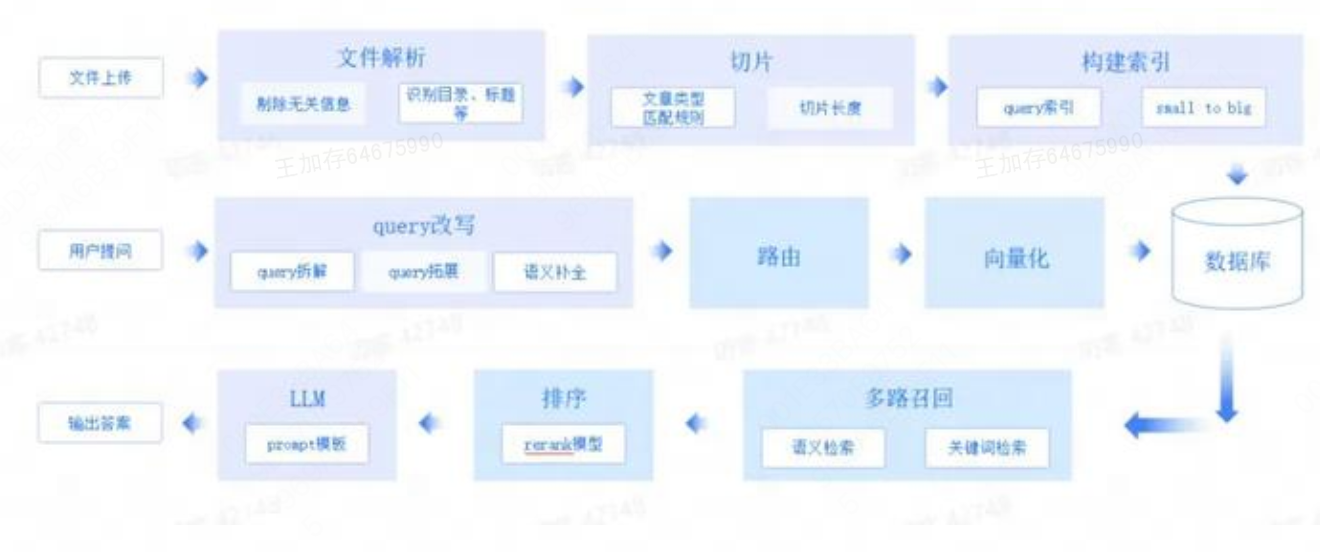 文件解析
文件上传
剔除无关信息
识别目录、标题
等
切片
文章类型
匹配规则
切片长度
构建索引
query索引
small to big
王加存64675990
王加存64675990
用户提问
query改写
query拆解
query拓展
语义补全
路由
向量化
数据库
输出答案
LLM
prompt模板
排序
rerank模型
多路召回
语义检索
关键词检索